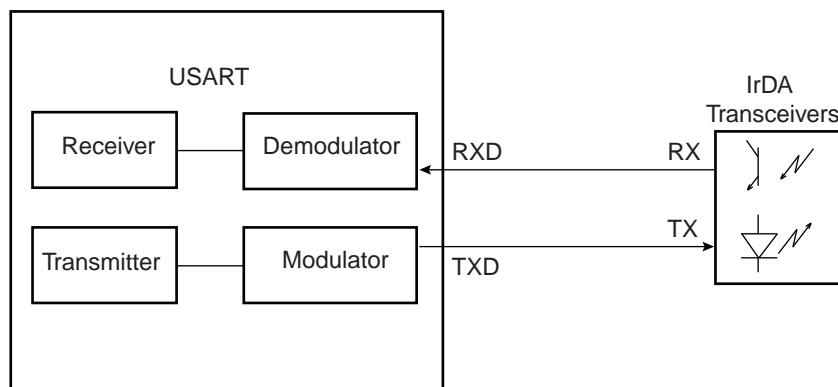 USART
IrDA
Transceivers
Receiver
Demodulator
RXD
RX
Transmitter
Modulator
TXD
TX